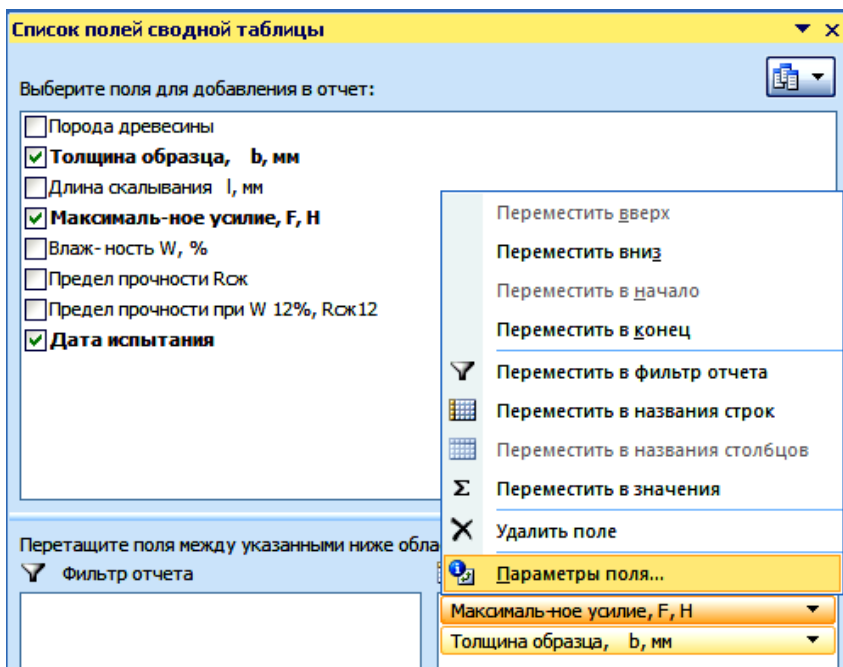 Список полей сводной таблицы
Выберите поля для добавления в отчет:
Порода древесины
Толщина образца, b, мм
Длина скалывания l, мм
Максималь-ное усилие, F, Н
Влаж- ность W, %
Предел прочности Rсж
Предел прочности при W 12%, Rсж12
Дата испытания
Переместить вверх
Переместить вниз
Переместить в начало
Переместить в конец
Переместить в фильтр отчета
Переместить в названия строк
Переместить в названия столбцов
Σ Переместить в значения
Удалить поле
Параметры поля...
Перетащите поля между указанными ниже обла
Фильтр отчета
Максималь-ное усилие, F, Н
Толщина образца, b, мм